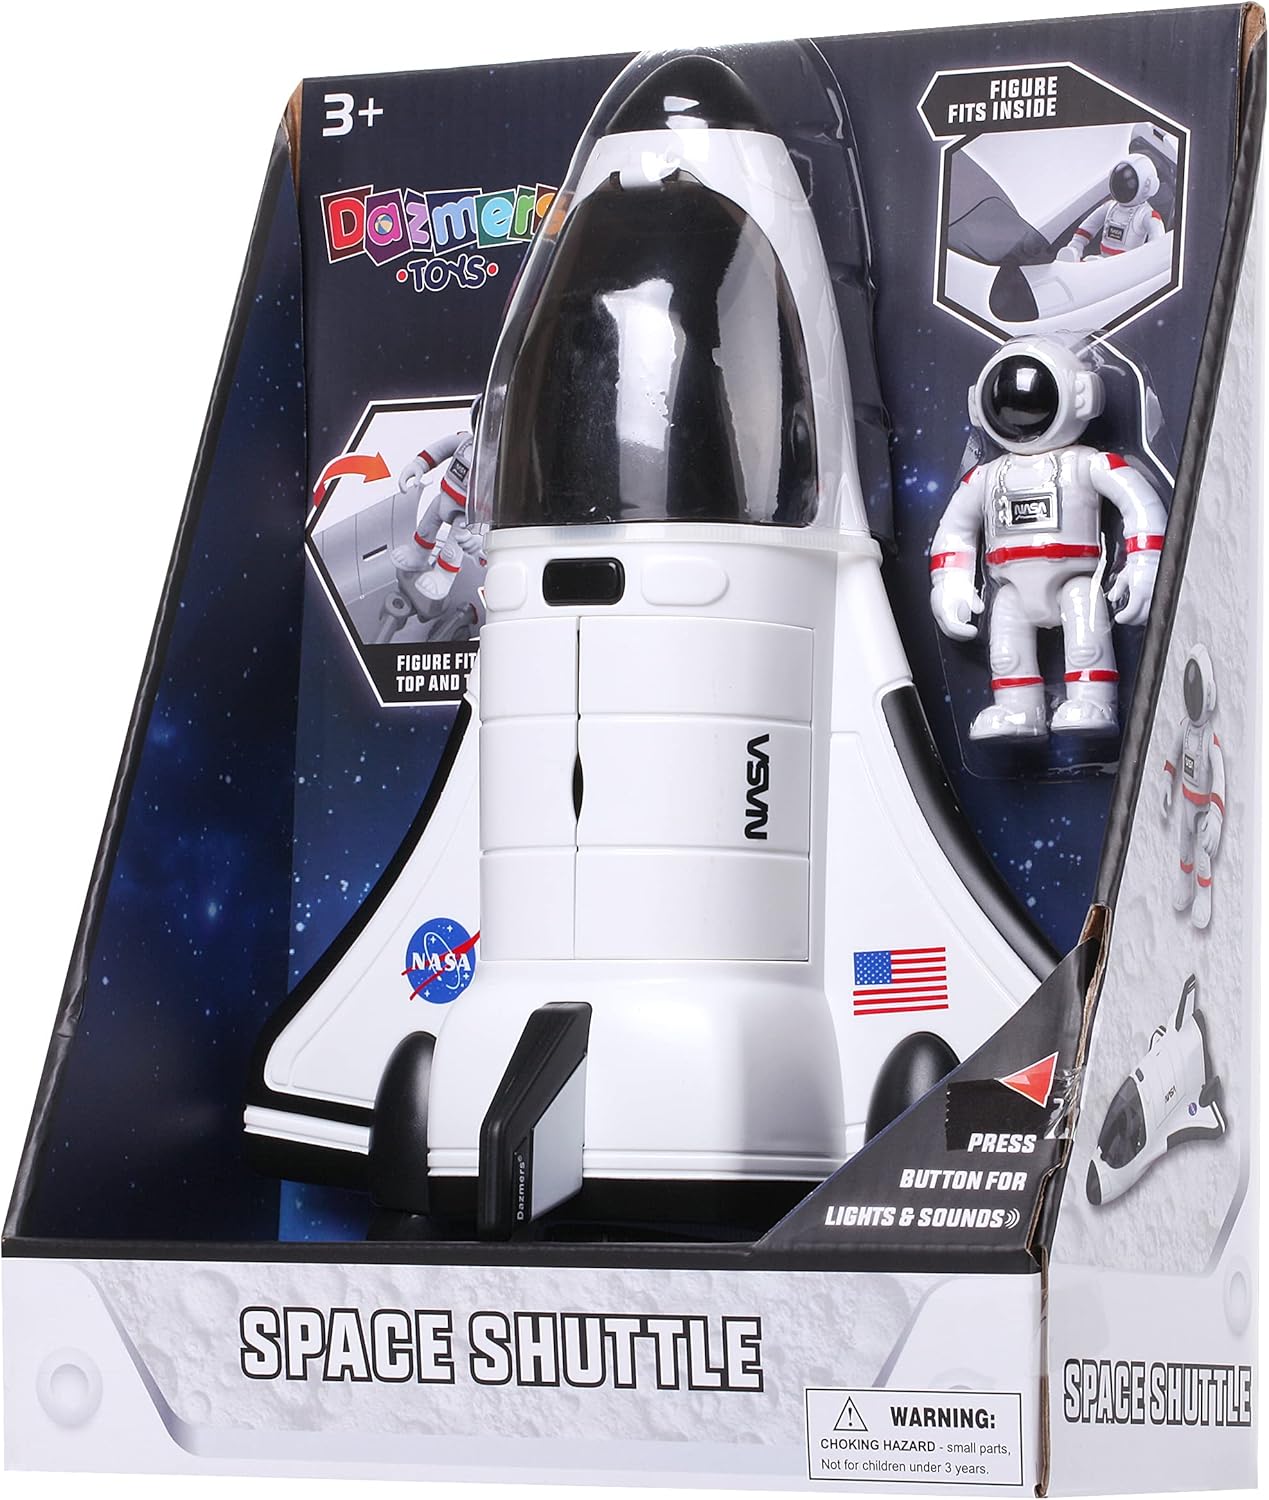 3+
Dazmers
TOYS
FIGURE
FITS INSIDE
NASA
FIGURE FIT
TOP AND
NASA
NASA
Dazmers®
PRESS
BUTTON FOR
LIGHTS & SOUNDS
SPACE SHUTTLE
WARNING:
CHOKING HAZARD - small parts,
Not for children under 3 years.
NASA
SPACE SHUTTLE